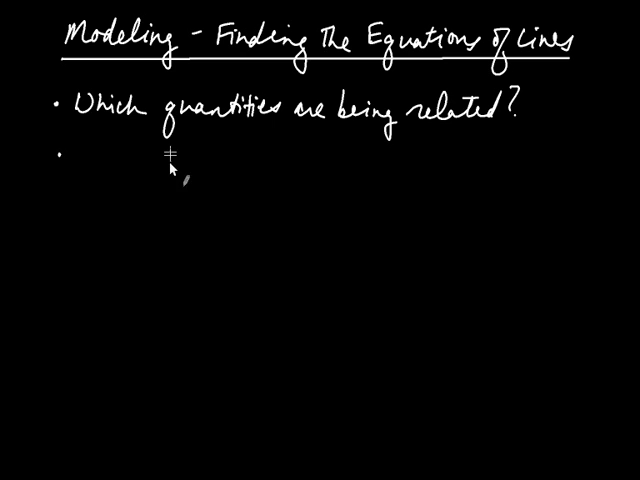 Modeling - Finding The Equations of Lines
• Which quantities are being related?
•